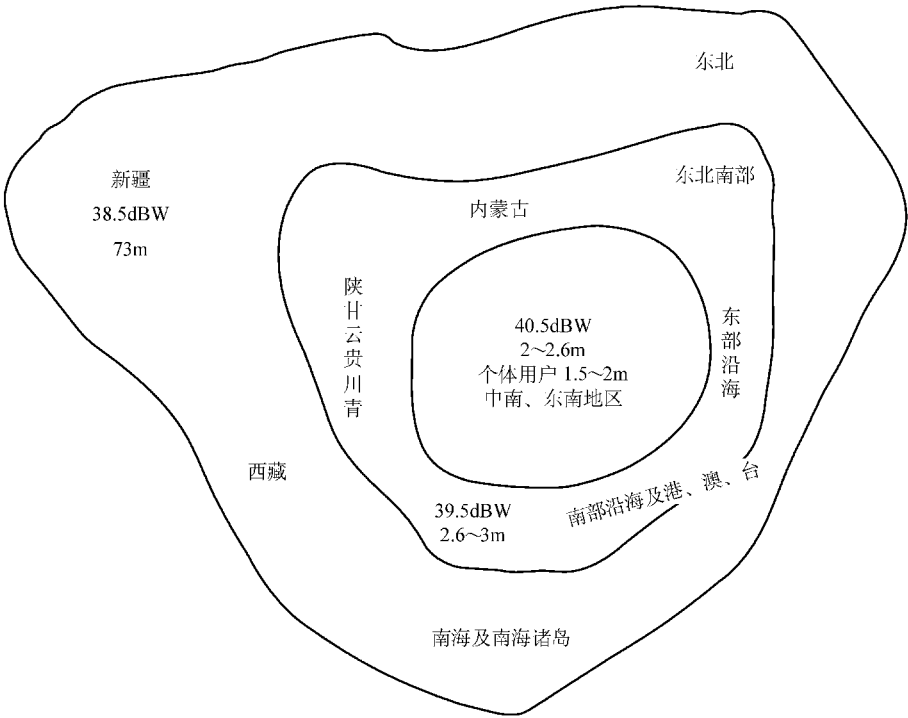 东北
东北南部
新疆
38.5dBW
73m
内蒙古
陕甘云贵川青
40.5dBW
2～2.6m
个体用户 1.5～2m
中南、东南地区
东部沿海
西藏
39.5dBW
2.6～3m
南部沿海及港、澳、台
南海及南海诸岛